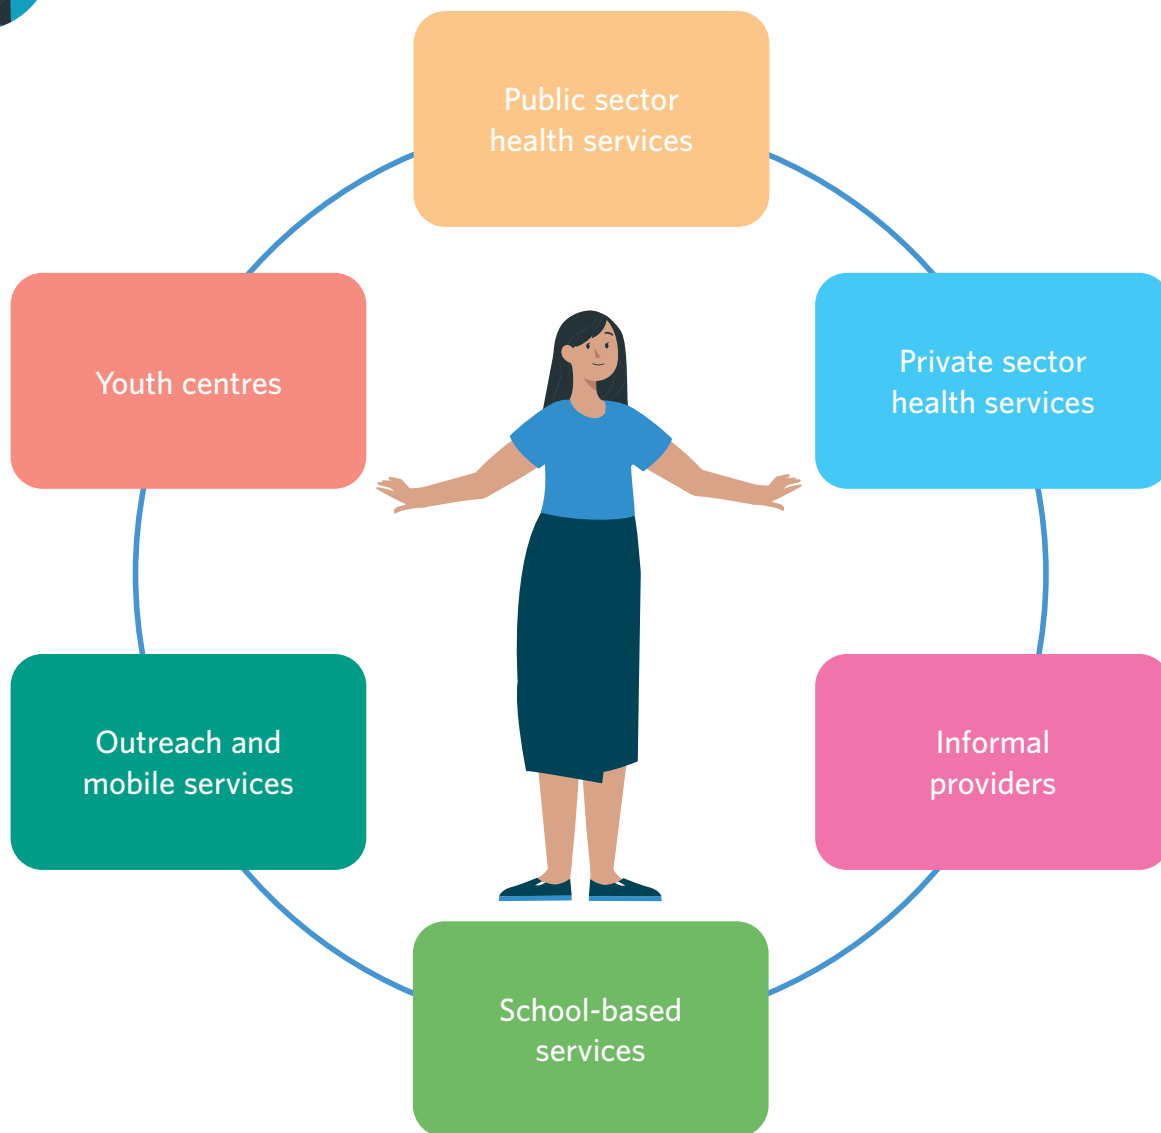 Public sector
health services
Youth centres
Private sector
health services
Outreach and
mobile services
Informal
providers
School-based
services